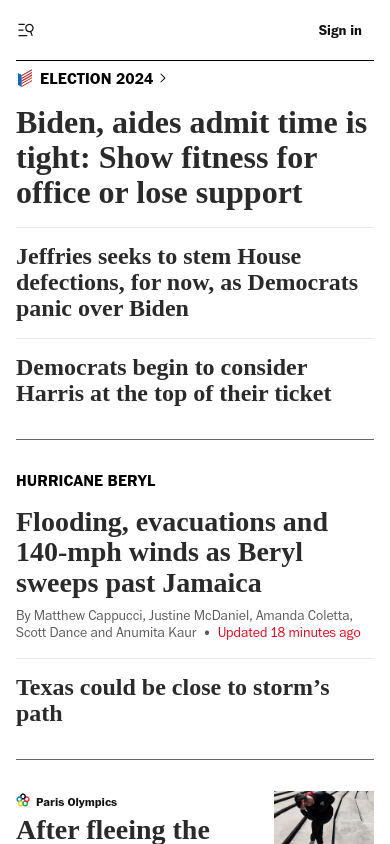 Sign in
ELECTION 2024
Biden, aides admit time is
tight: Show fitness for
office or lose support
Jeffries seeks to stem House
defections, for now, as Democrats
panic over Biden
Democrats begin to consider
Harris at the top of their ticket
HURRICANE BERYL
Flooding, evacuations and
140-mph winds as Beryl
sweeps past Jamaica
By Matthew Cappucci, Justine McDaniel, Amanda Coletta,
Scott Dance and Anumita Kaur • Updated 18 minutes ago
Texas could be close to storm’s
path
Paris Olympics
After fleeing the